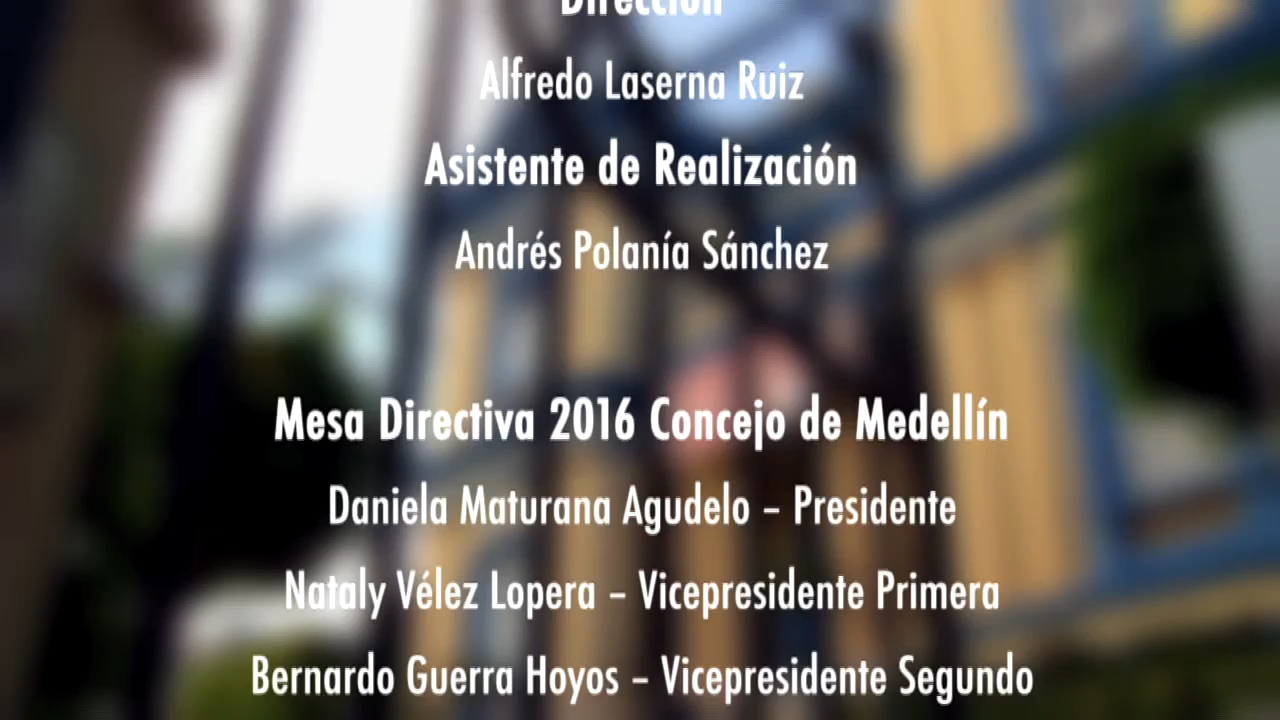 Dirección
Alfredo Laserna Ruiz
Asistente de Realización
Andrés Polanía Sánchez
Mesa Directiva 2016 Concejo de Medellín
Daniela Maturana Agudelo – Presidente
Nataly Vélez Lopera – Vicepresidente Primera
Bernardo Guerra Hoyos – Vicepresidente Segundo